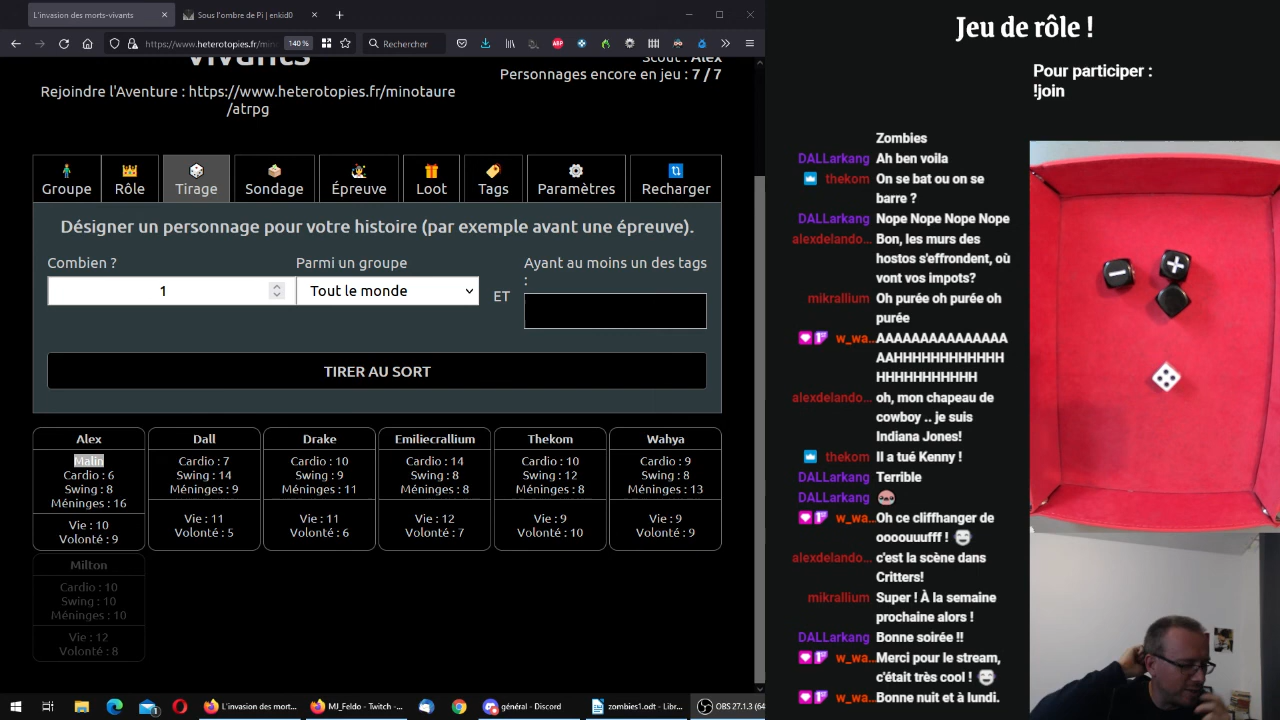 L'invasion des morts-vivants
Sous l'ombre de Pi | enkid0
https://www.heterotopies.fr/min
140 %
Rechercher
vivants
Scout : Alex
Personnages encore en jeu : 7 / 7
Rejoindre l'Aventure : https://www.heterotopies.fr/minotaure
/atrpg
Groupe
Rôle
Tirage
Sondage
Épreuve
Loot
Tags
Paramètres
Recharger
Désigner un personnage pour votre histoire (par exemple avant une épreuve).
Combien ?
Parmi un groupe
Ayant au moins un des tags
:
1
Tout le monde
ET
TIRER AU SORT
Alex
Malin
Cardio : 6
Swing : 8
Méninges : 16
Vie : 10
Volonté : 9
Dall
Cardio : 7
Swing : 14
Méninges : 9
Vie : 11
Volonté : 5
Drake
Cardio : 10
Swing : 9
Méninges : 11
Vie : 11
Volonté : 6
Emiliecrallium
Cardio : 14
Swing : 8
Méninges : 8
Vie : 12
Volonté : 7
Thekom
Cardio : 10
Swing : 12
Méninges : 8
Vie : 9
Volonté : 10
Wahya
Cardio : 9
Swing : 8
Méninges : 13
Vie : 9
Volonté : 9
Milton
Cardio : 10
Swing : 10
Méninges : 10
Vie : 12
Volonté : 8
L'invasion des mort...
MJ_Feldo - Twitch -...
général - Discord
zombies1.odt - Libr...
OBS 27.1.3 (64
Jeu de rôle !
Pour participer :
!join
Zombies
DALLarkang Ah ben voila
thekom On se bat ou on se
barre ?
DALLarkang Nope Nope Nope Nope
alexdelando... Bon, les murs des
hostos s'effrondent, où
vont vos impots?
mikrallium Oh purée oh purée oh
purée
w_wa... AAAAAAAAAAAAAAA
AAHHHHHHHHHHHH
HHHHHHHHHHH
alexdelando... oh, mon chapeau de
cowboy .. je suis
Indiana Jones!
thekom Il a tué Kenny !
DALLarkang Terrible
DALLarkang
w_wa... Oh ce cliffhanger de
oooouuufff !
alexdelando... c'est la scène dans
Critters!
mikrallium Super ! À la semaine
prochaine alors !
DALLarkang Bonne soirée !!
w_wa... Merci pour le stream,
c'était très cool !
w_wa... Bonne nuit et à lundi.